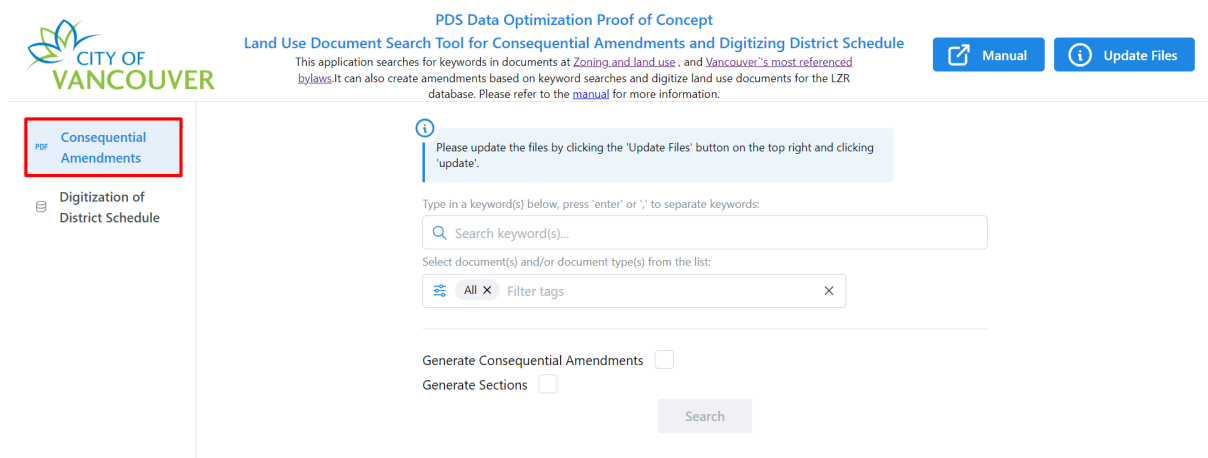 CITY OF
VANCOUVER
PDS Data Optimization Proof of Concept
Land Use Document Search Tool for Consequential Amendments and Digitizing District Schedule
This application searches for keywords in documents at Zoning and land use , and Vancouver`'s most referenced
bylaws.It can also create amendments based on keyword searches and digitize land use documents for the LZR
database. Please refer to the manual for more information.
Manual
Update Files
PDF
Consequential
Amendments
Digitization of
District Schedule
Please update the files by clicking the 'Update Files' button on the top right and clicking
'update'.
Type in a keyword(s) below, press 'enter' or ',' to separate keywords:
Search keyword(s)...
Select document(s) and/or document type(s) from the list:
All × Filter tags ×
Generate Consequential Amendments
Generate Sections
Search